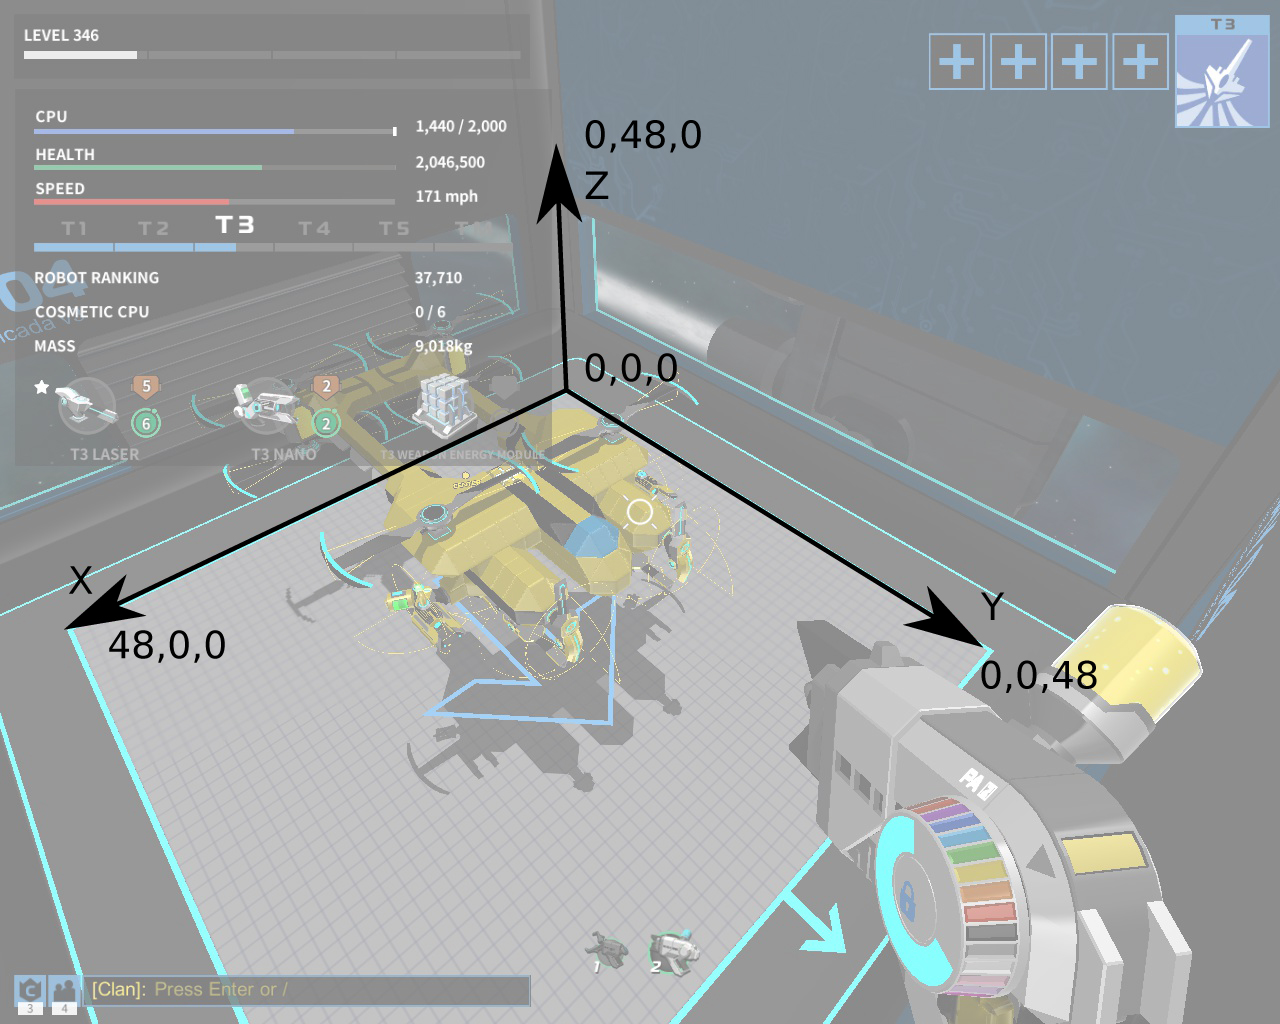 LEVEL 346
T3
CPU
1,440 / 2,000
HEALTH
2,046,500
SPEED
171 mph
T1 T2 T3 T4 T5
ROBOT RANKING
37,710
COSMETIC CPU
0 / 6
MASS
9,018kg
5
6
2
2
T3 LASER
T3 NANO
T3 WEAPON ENERGY MODULE
04
0,48,0
Z
0,0,0
X
48,0,0
Y
0,0,48
1
2
[Clan]: Press Enter or /
3
4